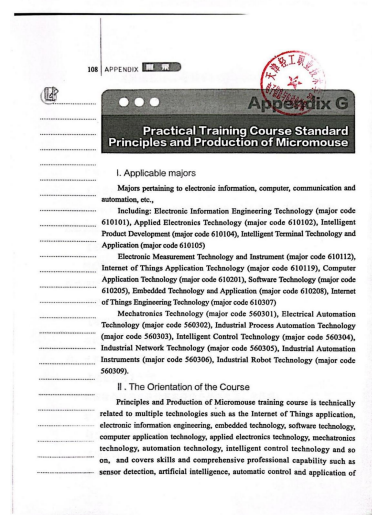 108 APPENDIX 附 录
Appendix G
Practical Training Course Standard
Principles and Production of Micromouse
I. Applicable majors
Majors pertaining to electronic information, computer, communication and
automation, etc.,
Including: Electronic Information Engineering Technology (major code
610101), Applied Electronics Technology (major code 610102), Intelligent
Product Development (major code 610104), Intelligent Terminal Technology and
Application (major code 610105)
Electronic Measurement Technology and Instrument (major code 610112),
Internet of Things Application Technology (major code 610119), Computer
Application Technology (major code 610201), Software Technology (major code
610205), Embedded Technology and Application (major code 610208), Internet
of Things Engineering Technology (major code 610307)
Mechatronics Technology (major code 560301), Electrical Automation
Technology (major code 560302), Industrial Process Automation Technology
(major code 560303), Intelligent Control Technology (major code 560304),
Industrial Network Technology (major code 560305), Industrial Automation
Instruments (major code 560306), Industrial Robot Technology (major code
560309).
II. The Orientation of the Course
Principles and Production of Micromouse training course is technically
related to multiple technologies such as the Internet of Things application,
electronic information engineering, embedded technology, software technology,
computer application technology, applied electronics technology, mechatronics
technology, automation technology, intelligent control technology and so
on, and covers skills and comprehensive professional capability such as
sensor detection, artificial intelligence, automatic control and application of